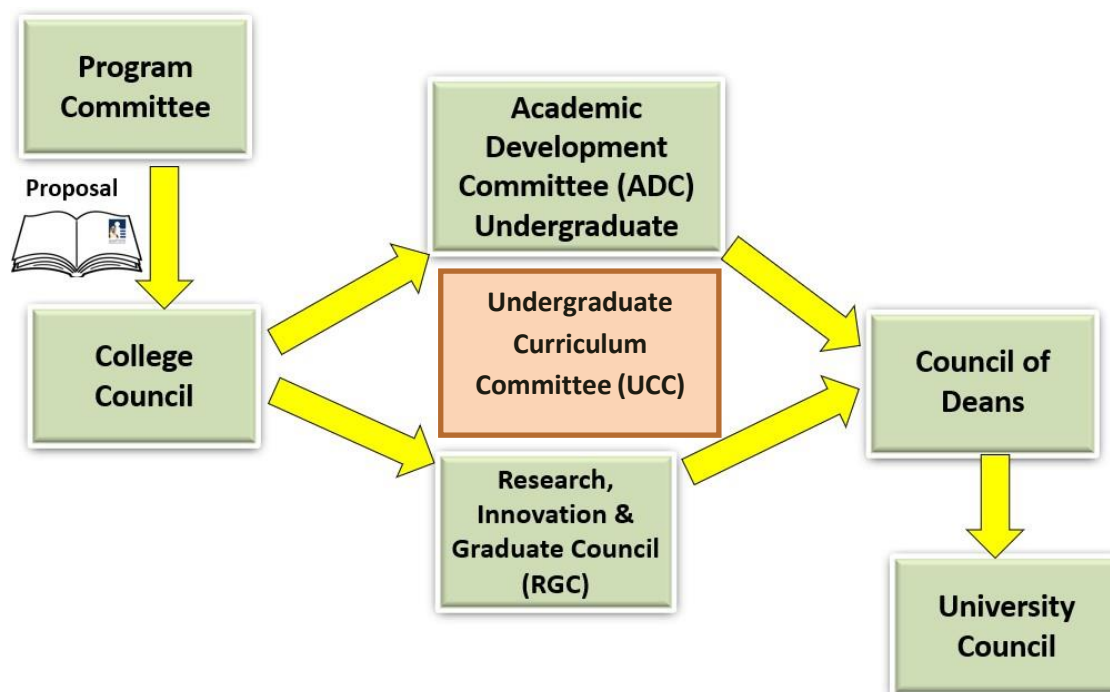 Program
Committee
Proposal
College
Council
Academic
Development
Committee (ADC)
Undergraduate
Undergraduate
Curriculum
Committee (UCC)
Research,
Innovation &
Graduate Council
(RGC)
Council of
Deans
University
Council